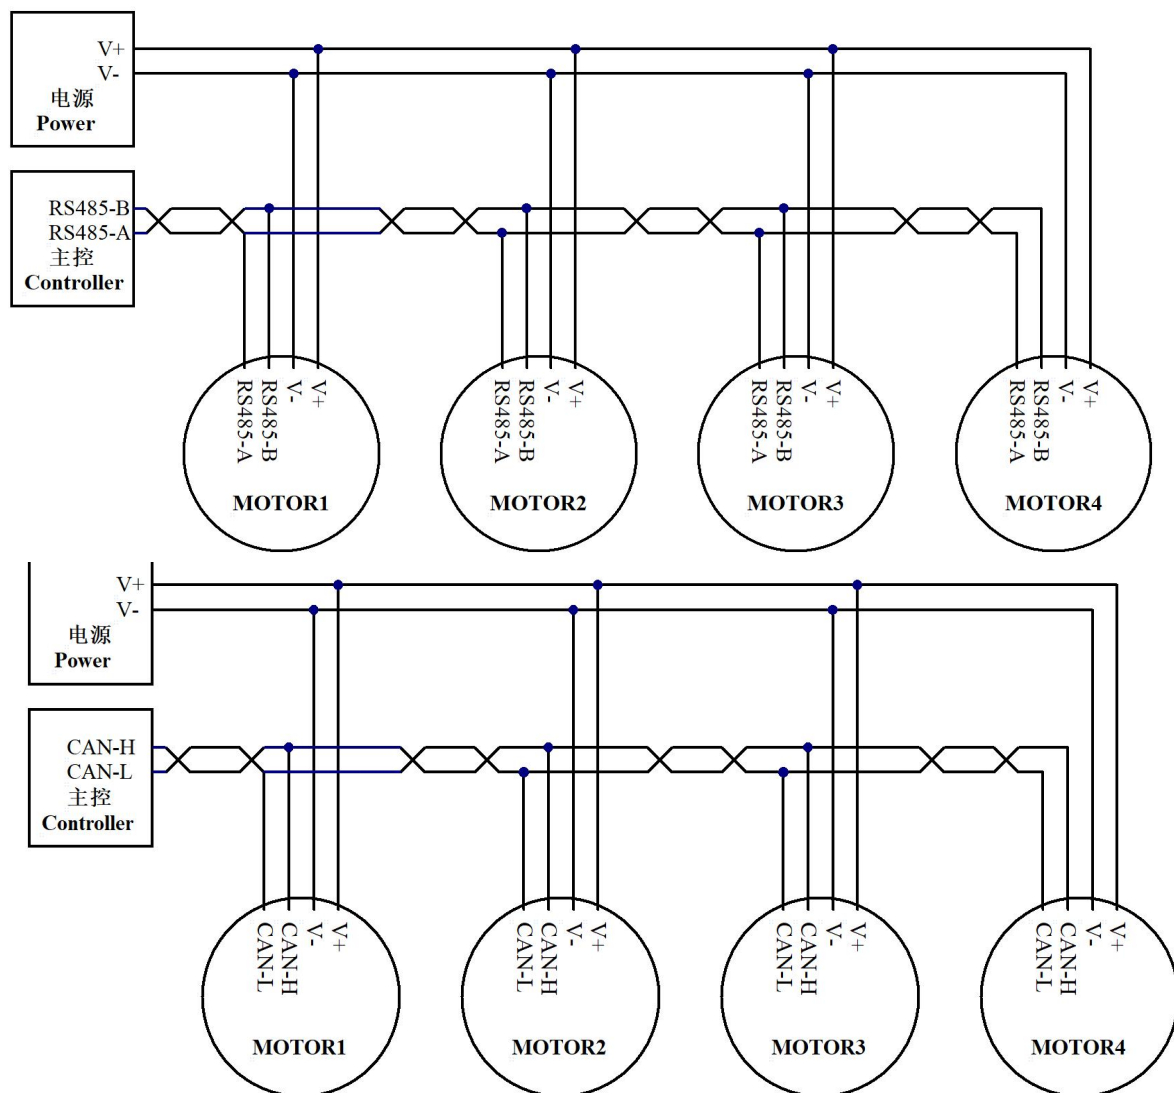 V+
V-
电源
Power
RS485-B
RS485-A
主控
Controller
RS485-A
RS485-B
V-
V+
MOTOR1
RS485-A
RS485-B
V-
V+
MOTOR2
RS485-A
RS485-B
V-
V+
MOTOR3
RS485-A
RS485-B
V-
V+
MOTOR4
V+
V-
电源
Power
CAN-H
CAN-L
主控
Controller
CAN-L
CAN-H
V-
V+
MOTOR1
CAN-L
CAN-H
V-
V+
MOTOR2
CAN-L
CAN-H
V-
V+
MOTOR3
CAN-L
CAN-H
V-
V+
MOTOR4